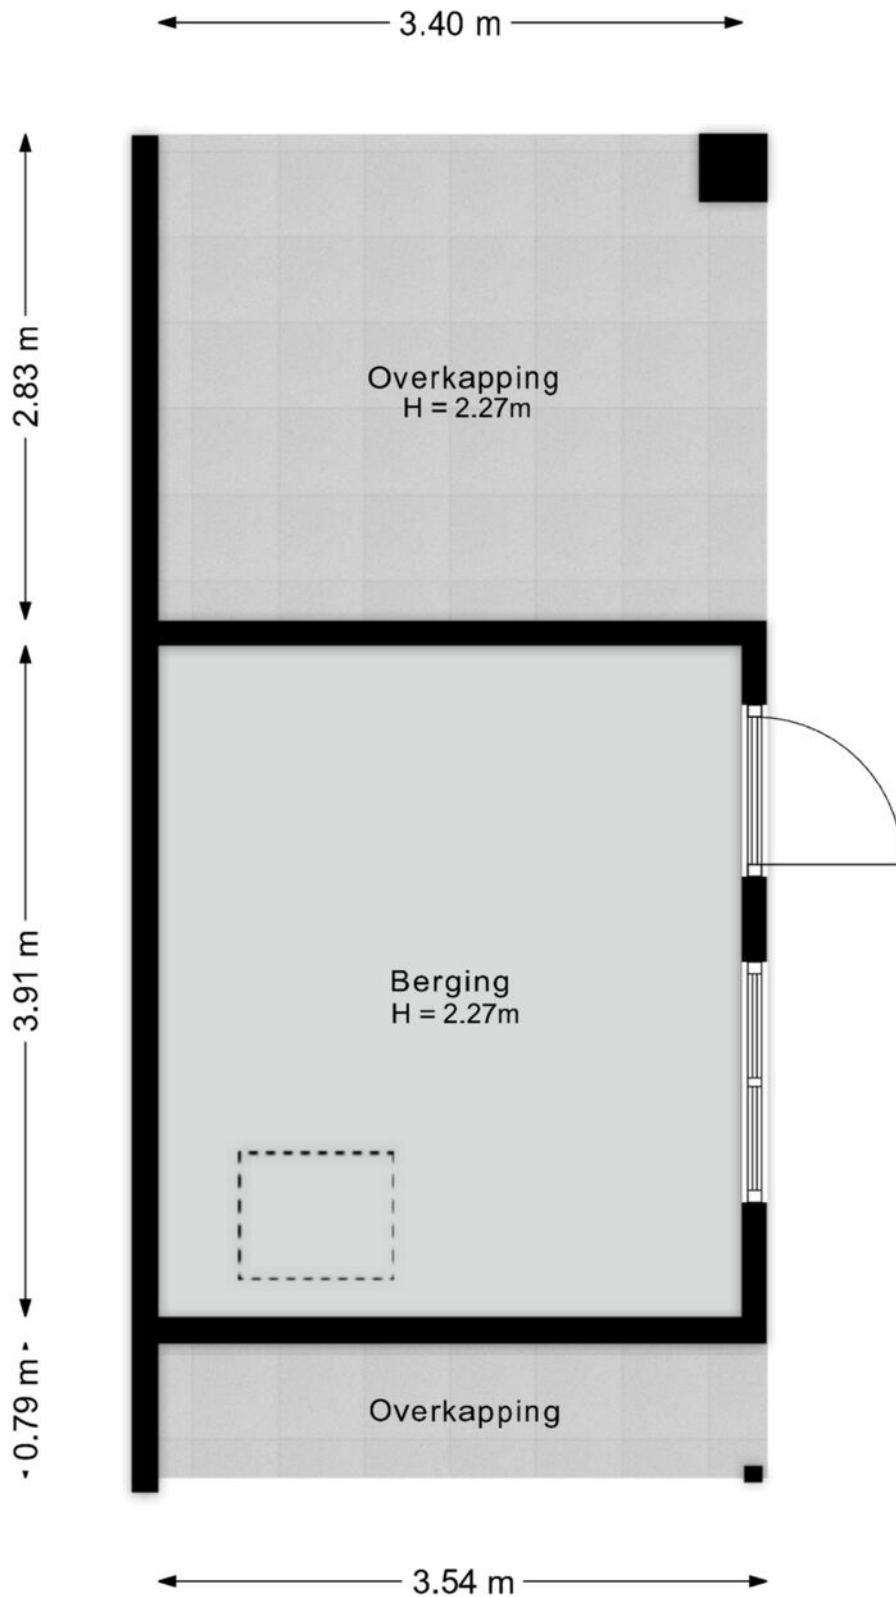 3.40 m
2.83 m
Overkapping
H = 2.27m
3.91 m
Berging
H = 2.27m
0.79 m
Overkapping
3.54 m